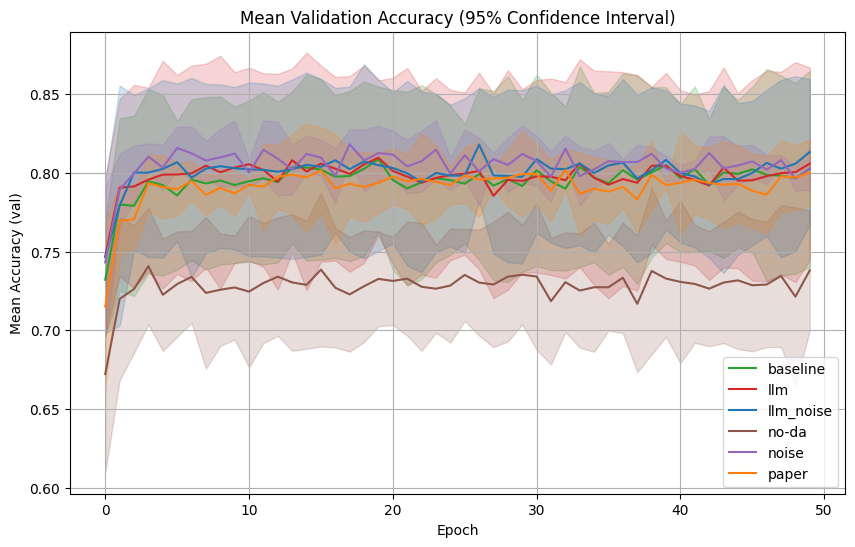 Mean Validation Accuracy (95% Confidence Interval)
Mean Accuracy (val)
0.85
0.80
0.75
0.70
0.65
0.60
0
10
20
30
40
50
Epoch
baseline
llm
llm_noise
no-da
noise
paper